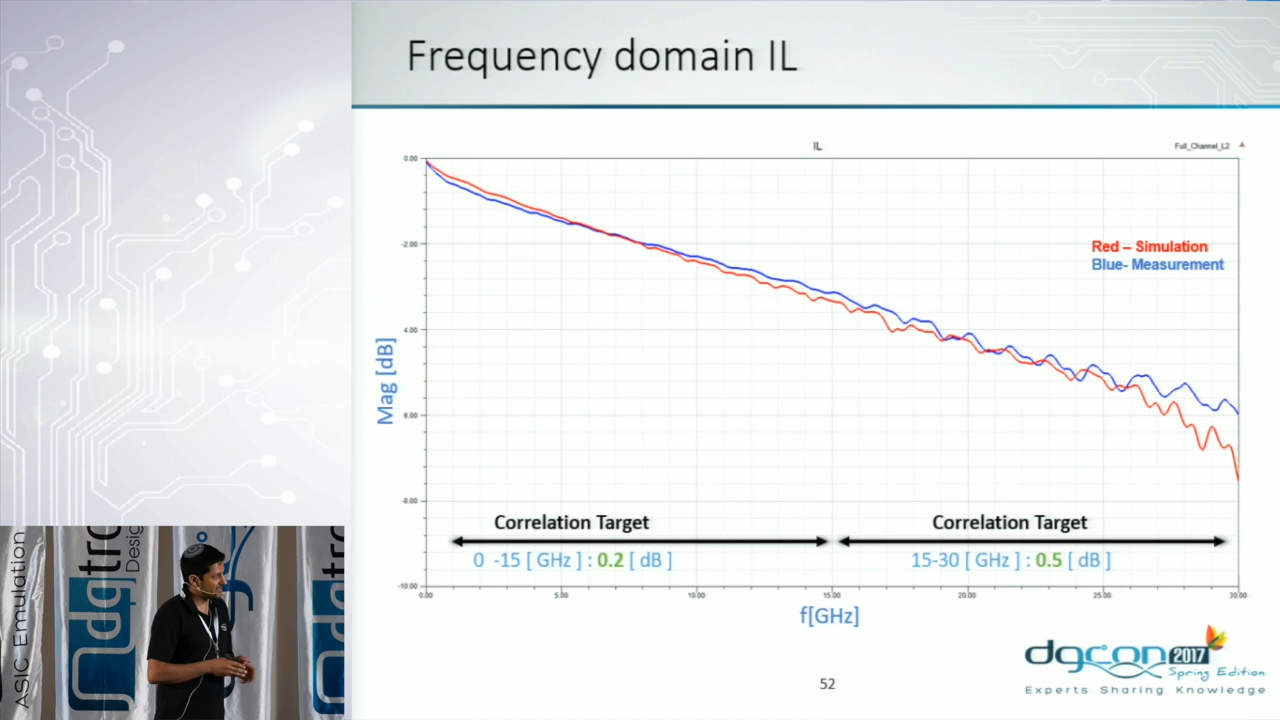 Frequency domain IL
IL
Full_Channel_L2
0.00
-2.00
-4.00
-6.00
-8.00
-10.00
Red – Simulation
Blue- Measurement
Mag [dB]
Correlation Target
0 -15 [ GHz ] : 0.2 [ dB ]
Correlation Target
15-30 [ GHz ] : 0.5 [ dB ]
0.00 5.00 10.00 15.00 20.00 25.00 30.00
f[GHz]
52
dgcon 2017
Spring Edition
Experts Sharing Knowledge
ASIC Emulation
dgtro
Desig